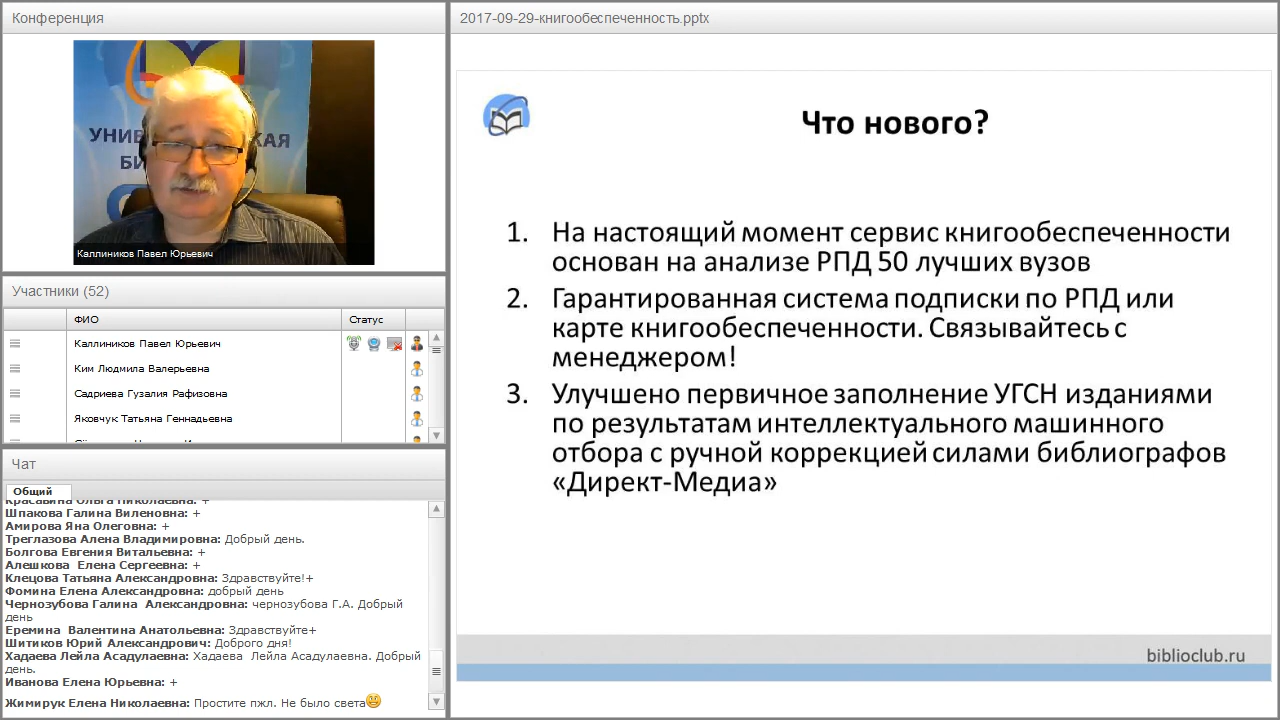 Конференция
УНИВ
СКАЯ
БИ
Каллиников Павел Юрьевич
Участники (52)
ФИО
Статус
Каллиников Павел Юрьевич
Ким Людмила Валерьевна
Садриева Гузалия Рафизовна
Яковчук Татьяна Геннадьевна
Чат
Общий
Красавина Ольга Николаевна: +
Шпакова Галина Виленовна: +
Амирова Яна Олеговна: +
Треглазова Алена Владимировна: Добрый день.
Болгова Евгения Витальевна: +
Алешкова Елена Сергеевна: +
Клецова Татьяна Александровна: Здравствуйте!+
Фомина Елена Александровна: добрый день
Чернозубова Галина Александровна: чернозубова Г.А. Добрый
день
Еремина Валентина Анатольевна: Здравствуйте+
Шитиков Юрий Александрович: Доброго дня!
Хадаева Лейла Асадулаевна: Хадаева Лейла Асадулаевна. Добрый
день.
Иванова Елена Юрьевна: +
Жимирук Елена Николаевна: Простите пжл. Не было света
2017-09-29-книгообеспеченность.pptx
Что нового?
1. На настоящий момент сервис книгообеспеченности
основан на анализе РПД 50 лучших вузов
2. Гарантированная система подписки по РПД или
карте книгообеспеченности. Связывайтесь с
менеджером!
3. Улучшено первичное заполнение УГСН изданиями
по результатам интеллектуального машинного
отбора с ручной коррекцией силами библиографов
«Директ-Медиа»
biblioclub.ru